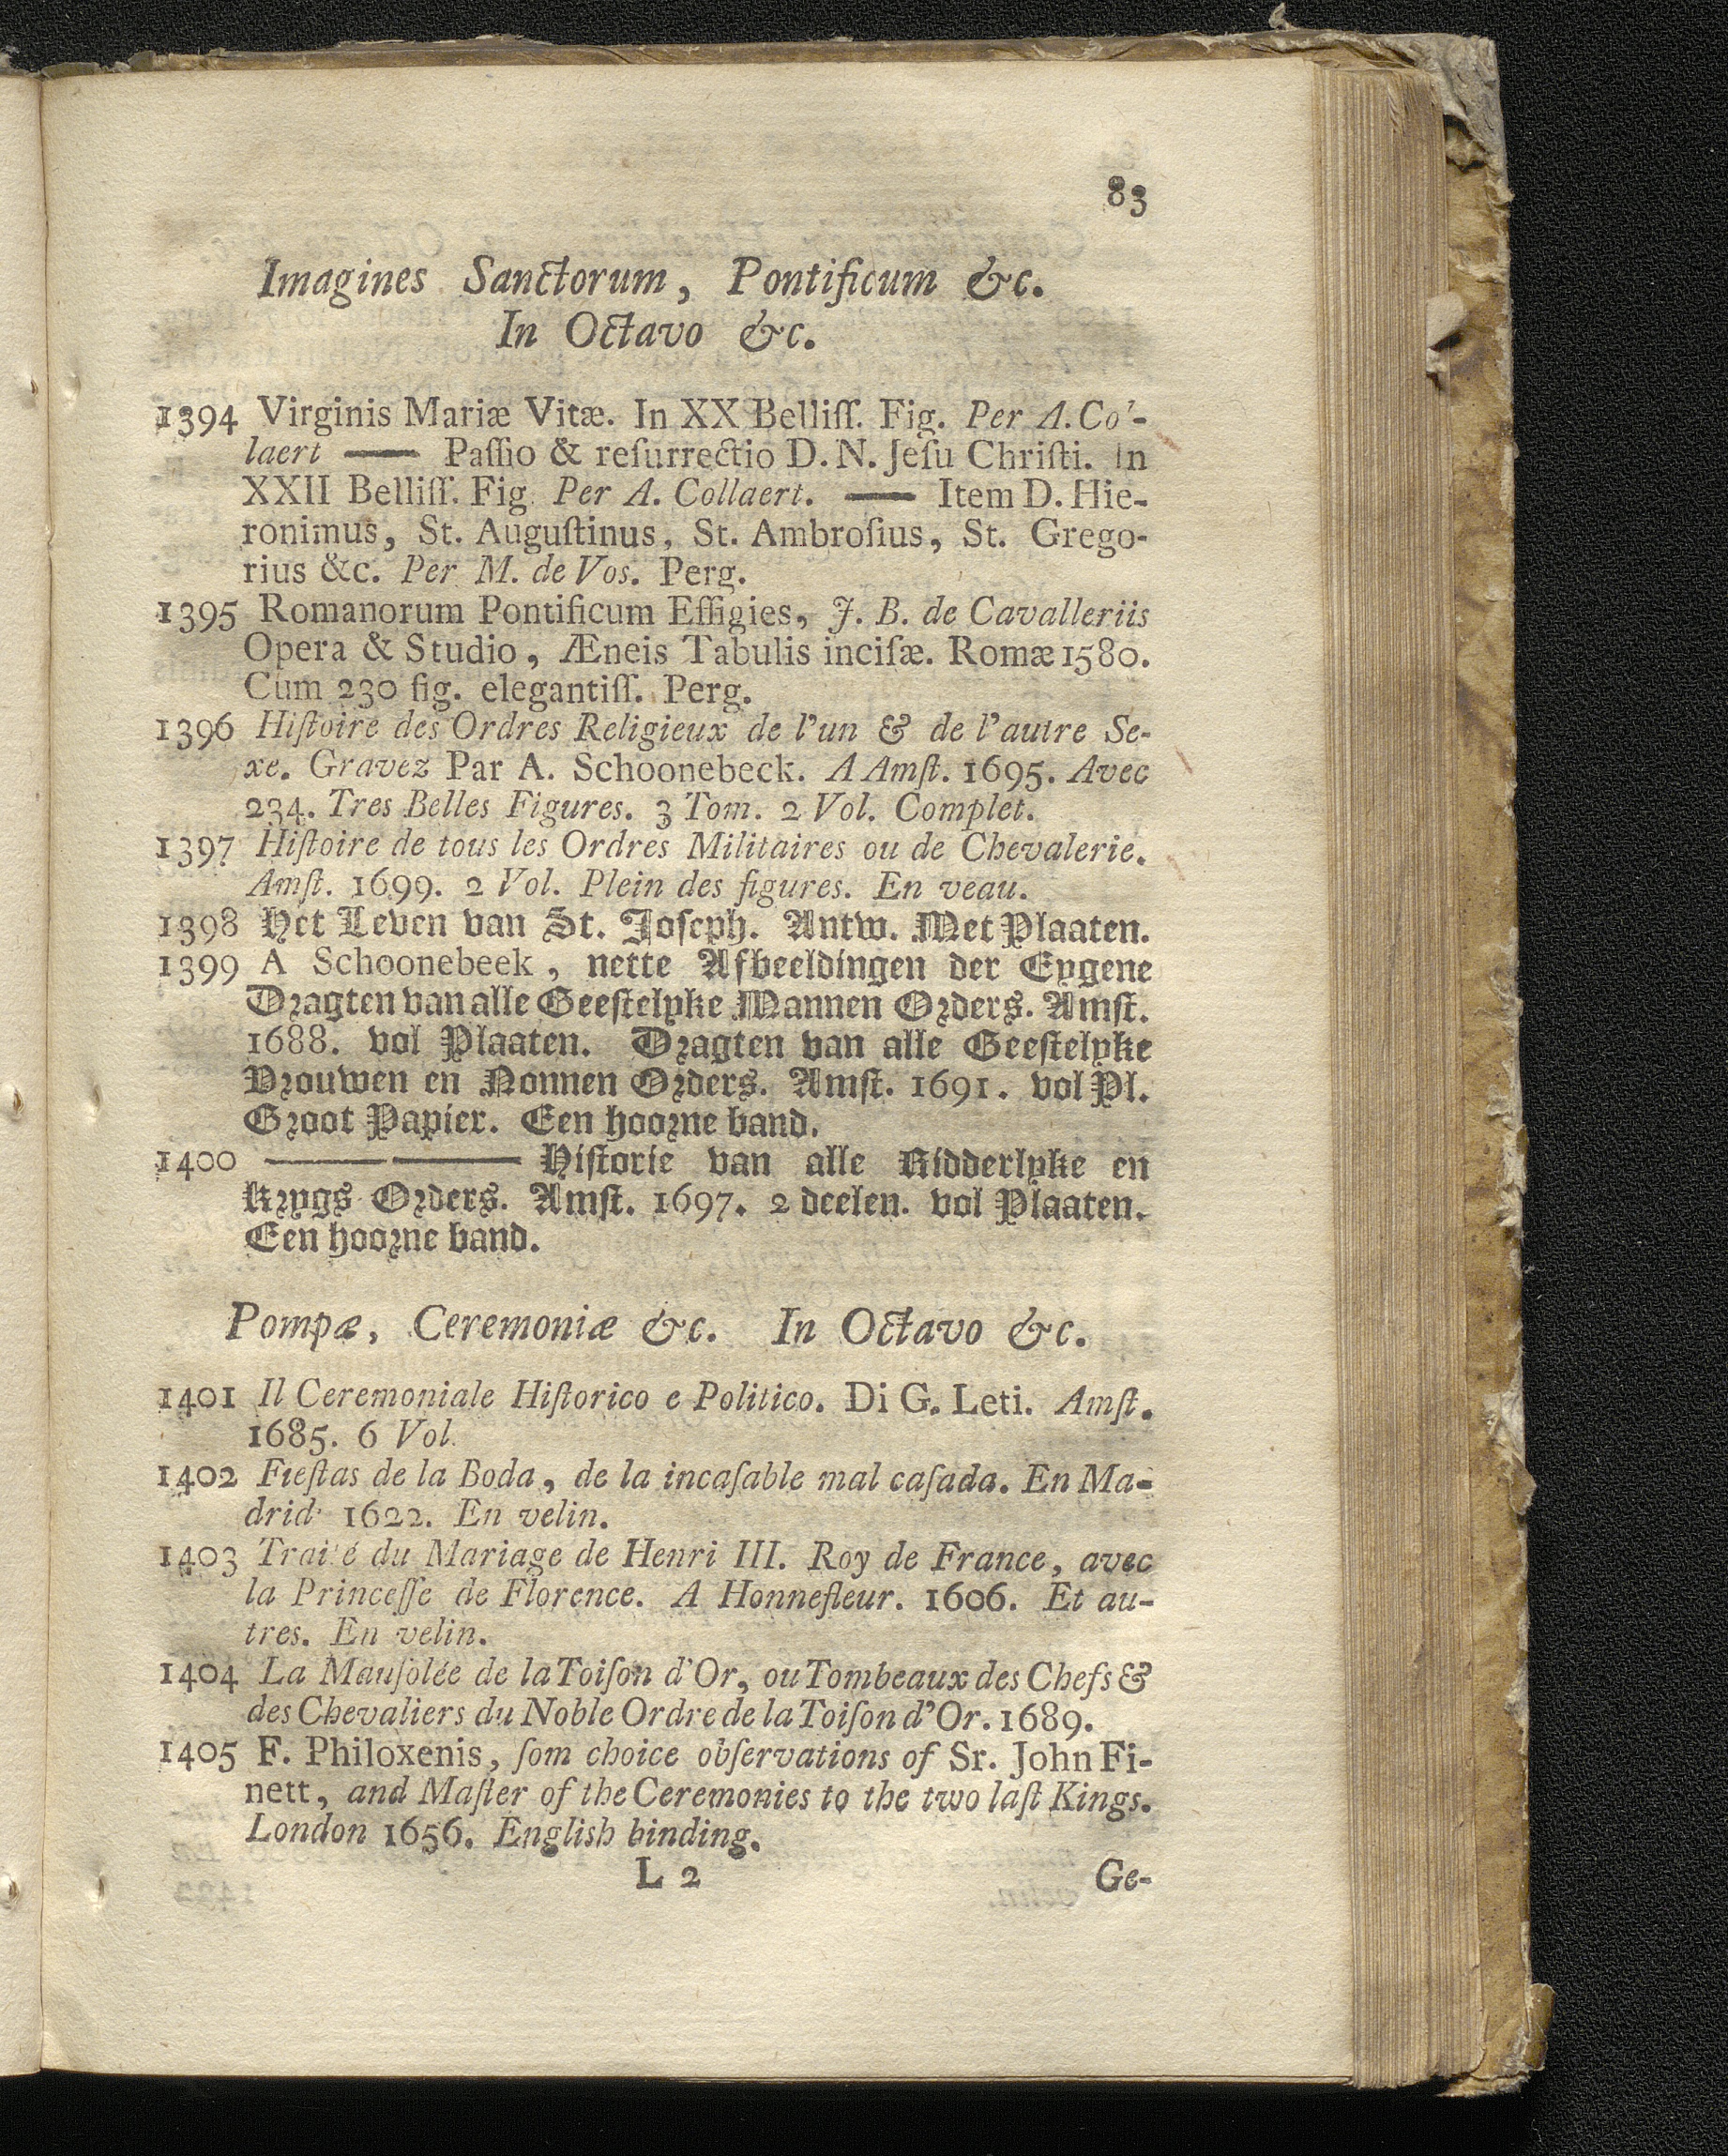 83
Imagines Sanctorum, Pontificum &c.
In Octavo &c.
1394 Virginis Mariæ Vitæ. In XX Belliſſ. Fig. Per A. Co'-
laert —— Paſſio & reſurrectio D. N. Jeſu Chriſti. In
XXII Belliſſ. Fig. Per A. Collaert. —— Item D. Hie-
ronimus, St. Auguſtinus, St. Ambroſius, St. Grego-
rius &c. Per M. de Vos. Perg.
1395 Romanorum Pontificum Effigies, J. B. de Cavalleriis
Opera & Studio, Æneis Tabulis inciſæ. Romæ 1580.
Cum 230 fig. elegantiſſ. Perg.
1396 Hiſtoire des Ordres Religieux de l'un & de l'autre Se-
xe. Gravez Par A. Schoonebeck. A Amſt. 1695. Avec
234. Tres Belles Figures. 3 Tom. 2 Vol. Complet.
1397 Hiſtoire de tous les Ordres Militaires ou de Chevalerie.
Amſt. 1699. 2 Vol. Plein des figures. En veau.
1398 Het Leven van St. Joſeph. Antw. Met Plaaten.
1399 A Schoonebeek, nette Afbeeldingen der Eygene
Dragten van alle Geeſtelyke Mannen Orders. Amſt.
1688. vol Plaaten. Dragten van alle Geeſtelyke
Vrouwen en Nonnen Orders. Amſt. 1691. vol Pl.
Groot Papier. Een hoorne band.
1400 —— —— Hiſtorie van alle Ridderlyke en
Krygs Orders. Amſt. 1697. 2 deelen. vol Plaaten.
Een hoorne band.
Pompæ, Ceremoniæ &c. In Octavo &c.
1401 Il Ceremoniale Hiſtorico e Politico. Di G. Leti. Amſt.
1685. 6 Vol.
1402 Fieſtas de la Boda, de la incaſable mal caſada. En Ma-
drid 1622. En velin.
1403 Traité du Mariage de Henri III. Roy de France, avec
la Princeſſe de Florence. A Honnefleur. 1606. Et au-
tres. En velin.
1404 La Mauſolée de la Toiſon d'Or, ou Tombeaux des Chefs &
des Chevaliers du Noble Ordre de la Toiſon d'Or. 1689.
1405 F. Philoxenis, ſom choice obſervations of Sr. John Fi-
nett, and Maſter of the Ceremonies to the two laſt Kings.
London 1656. Engliſh binding.
L 2 Ge-